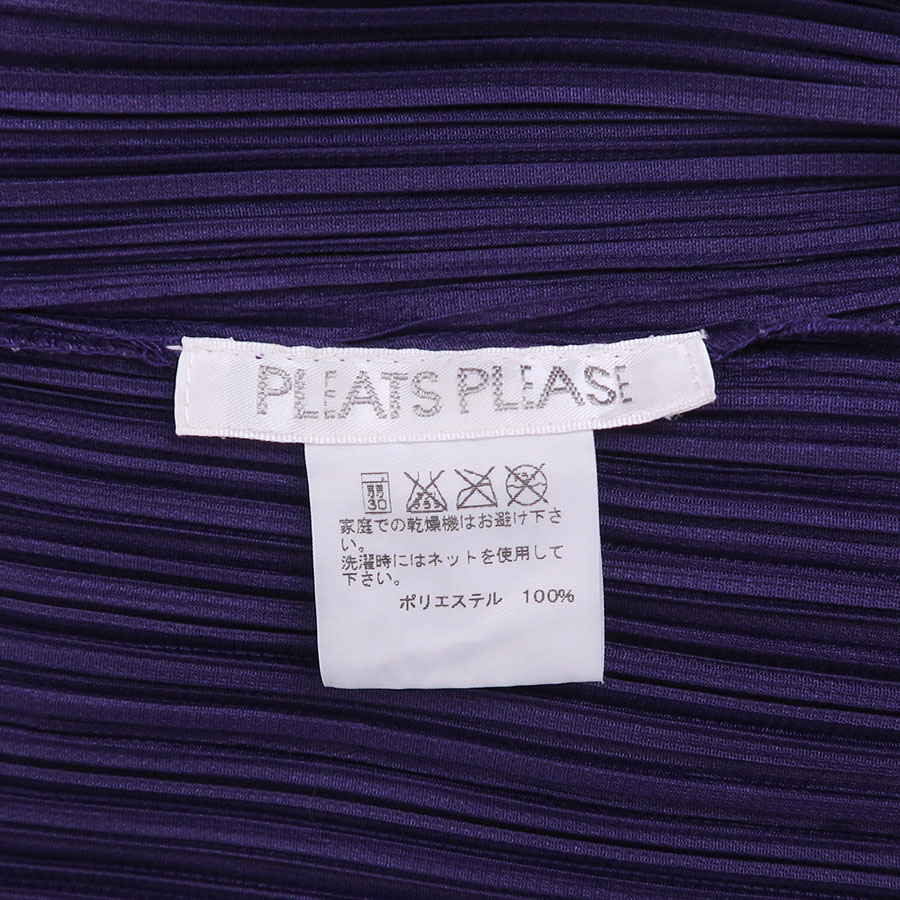 PLEATS PLEASE
弱
30
家庭での乾燥機はお避け下さ
い。
洗濯時にはネットを使用して
下さい。
ポリエステル 100%